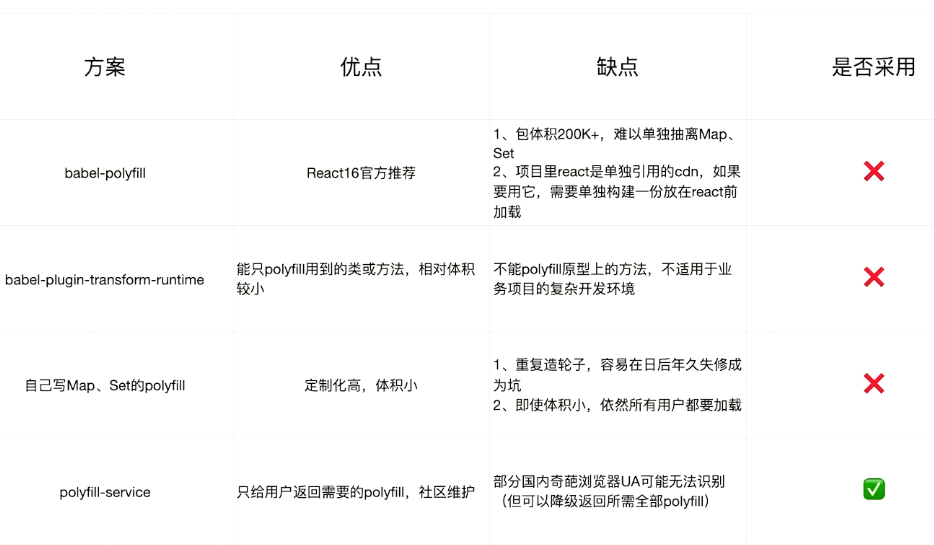 方案
优点
缺点
是否采用
babel-polyfill
React16官方推荐
1、包体积200K+，难以单独抽离Map、
Set
2、项目里react是单独引用的cdn，如果
要用它，需要单独构建一份放在react前
加载
babel-plugin-transform-runtime
能只polyfill用到的类或方法，相对体积
较小
不能polyfill原型上的方法，不适用于业
务项目的复杂开发环境
自己写Map、Set的polyfill
定制化高，体积小
1、重复造轮子，容易在日后年久失修成
为坑
2、即使体积小，依然所有用户都要加载
polyfill-service
只给用户返回需要的polyfill，社区维护
部分国内奇葩浏览器UA可能无法识别
（但可以降级返回所需全部polyfill）